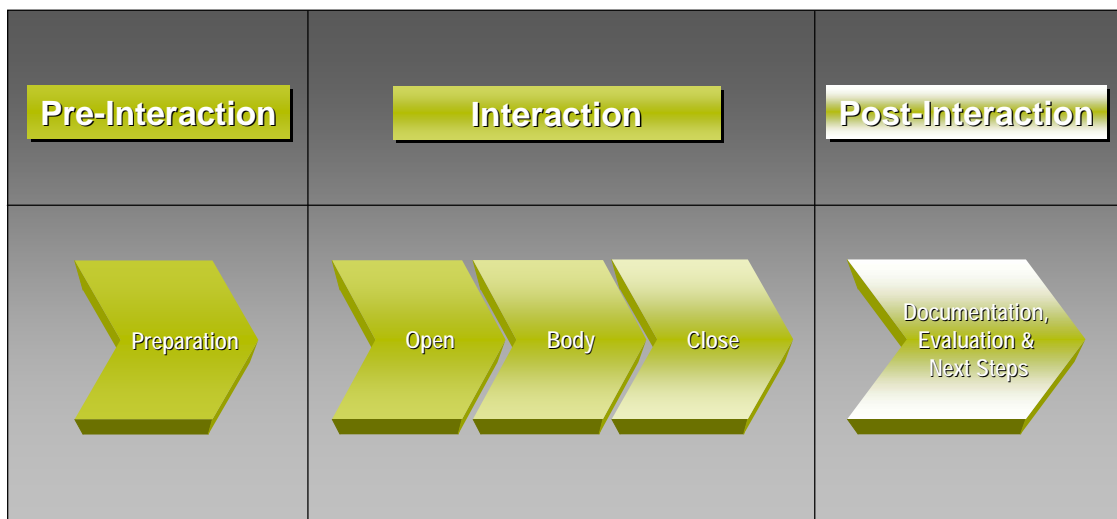 Pre-Interaction
Interaction
Post-Interaction
Preparation
Open
Body
Close
Documentation,
Evaluation &
Next Steps